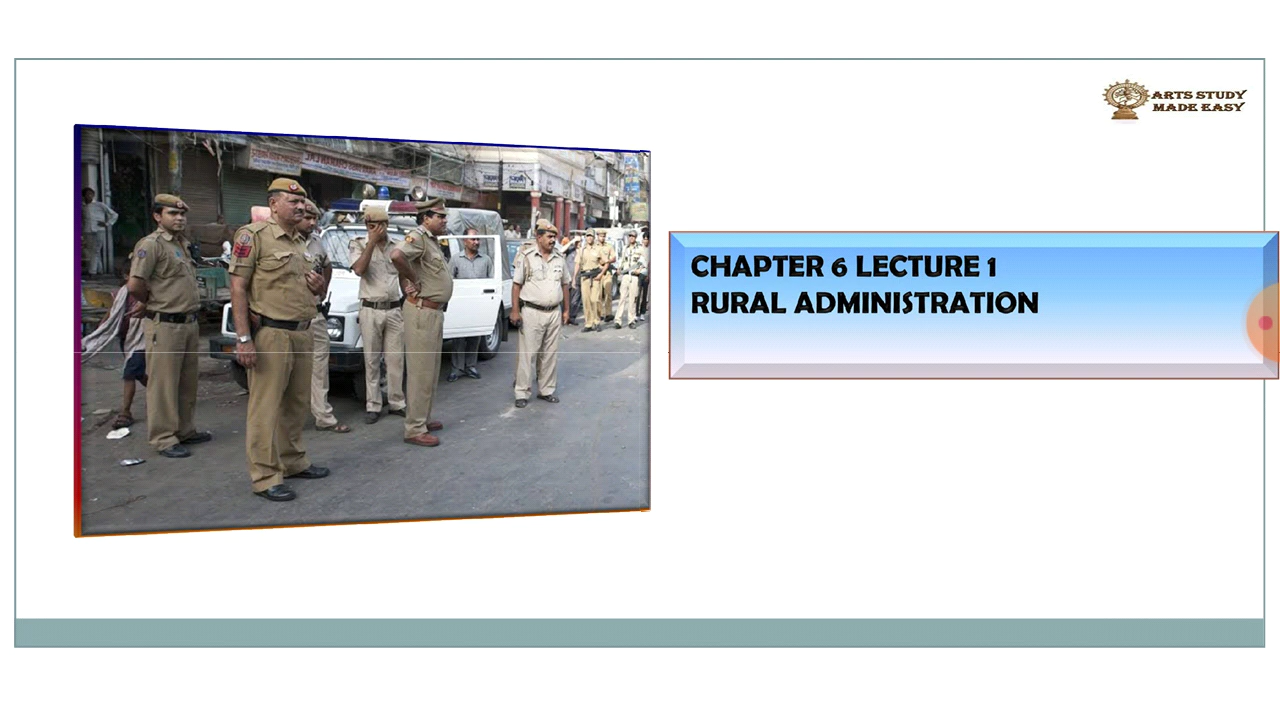 ARTS STUDY
MADE EASY
CHAPTER 6 LECTURE 1
RURAL ADMINISTRATION